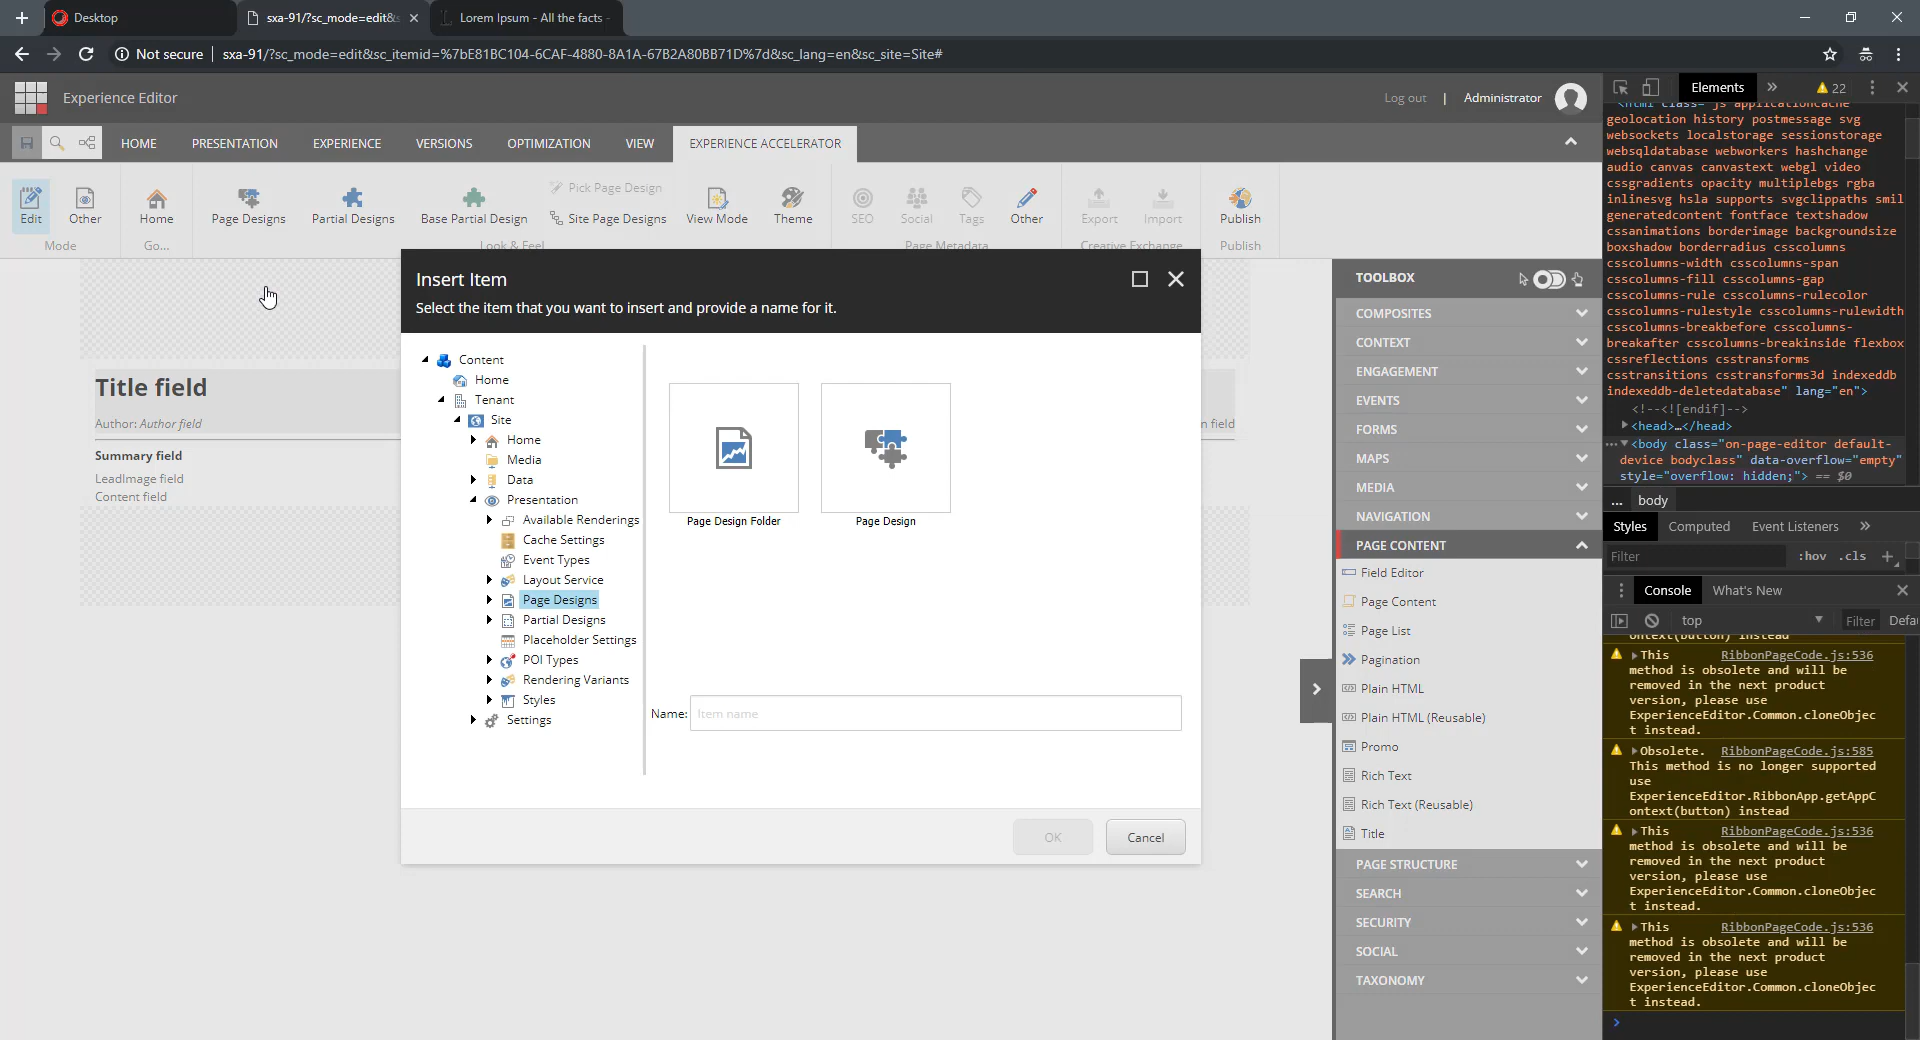 Desktop
sxa-91/?sc_mode=edit&s
Lorem Ipsum - All the facts -
Not secure
sxa-91/?sc_mode=edit&sc_itemid=%7bE81BC104-6CAF-4880-8A1A-67B2A80BB71D%7d&sc_lang=en&sc_site=Site#
Experience Editor
Log out | Administrator
HOME PRESENTATION EXPERIENCE VERSIONS OPTIMIZATION VIEW EXPERIENCE ACCELERATOR
Edit
Other
Mode
Home
Go...
Page Designs
Partial Designs
Base Partial Design
Pick Page Design
Site Page Designs
Look & Feel
View Mode
Theme
SEO
Social
Tags
Other
Page Metadata
Export
Import
Creative Exchange
Publish
Publish
Title field
Author: Author field
n field
Summary field
LeadImage field
Content field
Insert Item
Select the item that you want to insert and provide a name for it.
Content
Home
Tenant
Site
Home
Media
Data
Presentation
Available Renderings
Cache Settings
Event Types
Layout Service
Page Designs
Partial Designs
Placeholder Settings
POI Types
Rendering Variants
Styles
Settings
Page Design Folder
Page Design
Name: Item name
OK
Cancel
TOOLBOX
COMPOSITES
CONTEXT
ENGAGEMENT
EVENTS
FORMS
MAPS
MEDIA
NAVIGATION
PAGE CONTENT
Field Editor
Page Content
Page List
Pagination
Plain HTML
Plain HTML (Reusable)
Promo
Rich Text
Rich Text (Reusable)
Title
PAGE STRUCTURE
SEARCH
SECURITY
SOCIAL
TAXONOMY
Elements » 22
<html class=" js applicationcache
geolocation history postmessage svg
websockets localstorage sessionstorage
websqldatabase webworkers hashchange
audio canvas canvastext webgl video
cssgradients opacity multiplebgs rgba
inlinesvg hsla supports svgclippaths smil
generatedcontent fontface textshadow
cssanimations borderimage backgroundsize
boxshadow borderradius csscolumns
csscolumns-width csscolumns-span
csscolumns-fill csscolumns-gap
csscolumns-rule csscolumns-rulecolor
csscolumns-rulestyle csscolumns-rulewidth
csscolumns-breakbefore csscolumns-
breakafter csscolumns-breakinside flexbox
cssreflections csstransforms
csstransitions csstransforms3d indexeddb
indexeddb-deletedatabase" lang="en">
<!--<![endif]-->
<head>…</head>
<body class="on-page-editor default-
device bodyclass" data-overflow="empty"
style="overflow: hidden;"> == $0
... body
Styles Computed Event Listeners »
Filter :hov .cls +
Console What's New
top Filter Defau
ontext(button) instead
This RibbonPageCode.js:536
method is obsolete and will be
removed in the next product
version, please use
ExperienceEditor.Common.cloneObjec
t instead.
Obsolete. RibbonPageCode.js:585
This method is no longer supported
use
ExperienceEditor.RibbonApp.getAppC
ontext(button) instead
This RibbonPageCode.js:536
method is obsolete and will be
removed in the next product
version, please use
ExperienceEditor.Common.cloneObjec
t instead.
This RibbonPageCode.js:536
method is obsolete and will be
removed in the next product
version, please use
ExperienceEditor.Common.cloneObjec
t instead.